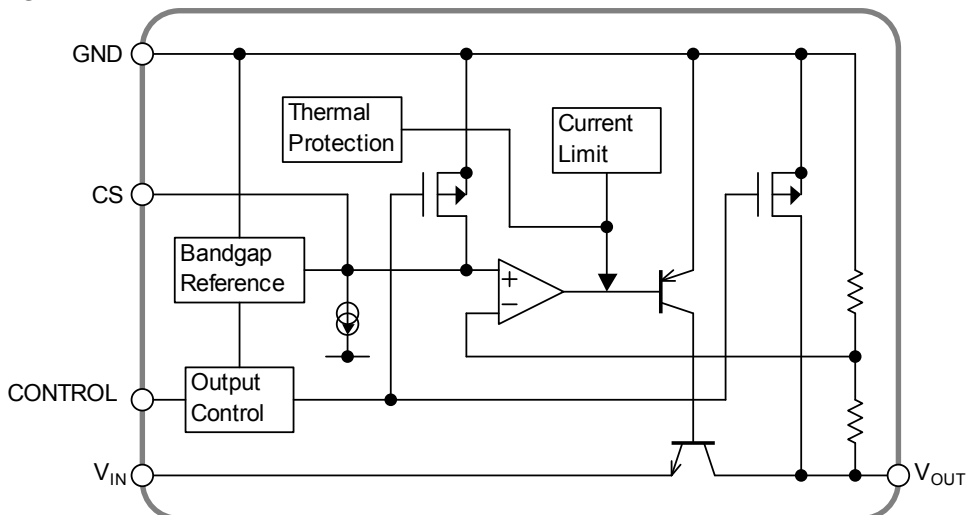 GND
Thermal
Protection
Current
Limit
CS
Bandgap
Reference
+
−
CONTROL
Output
Control
VIN
VOUT